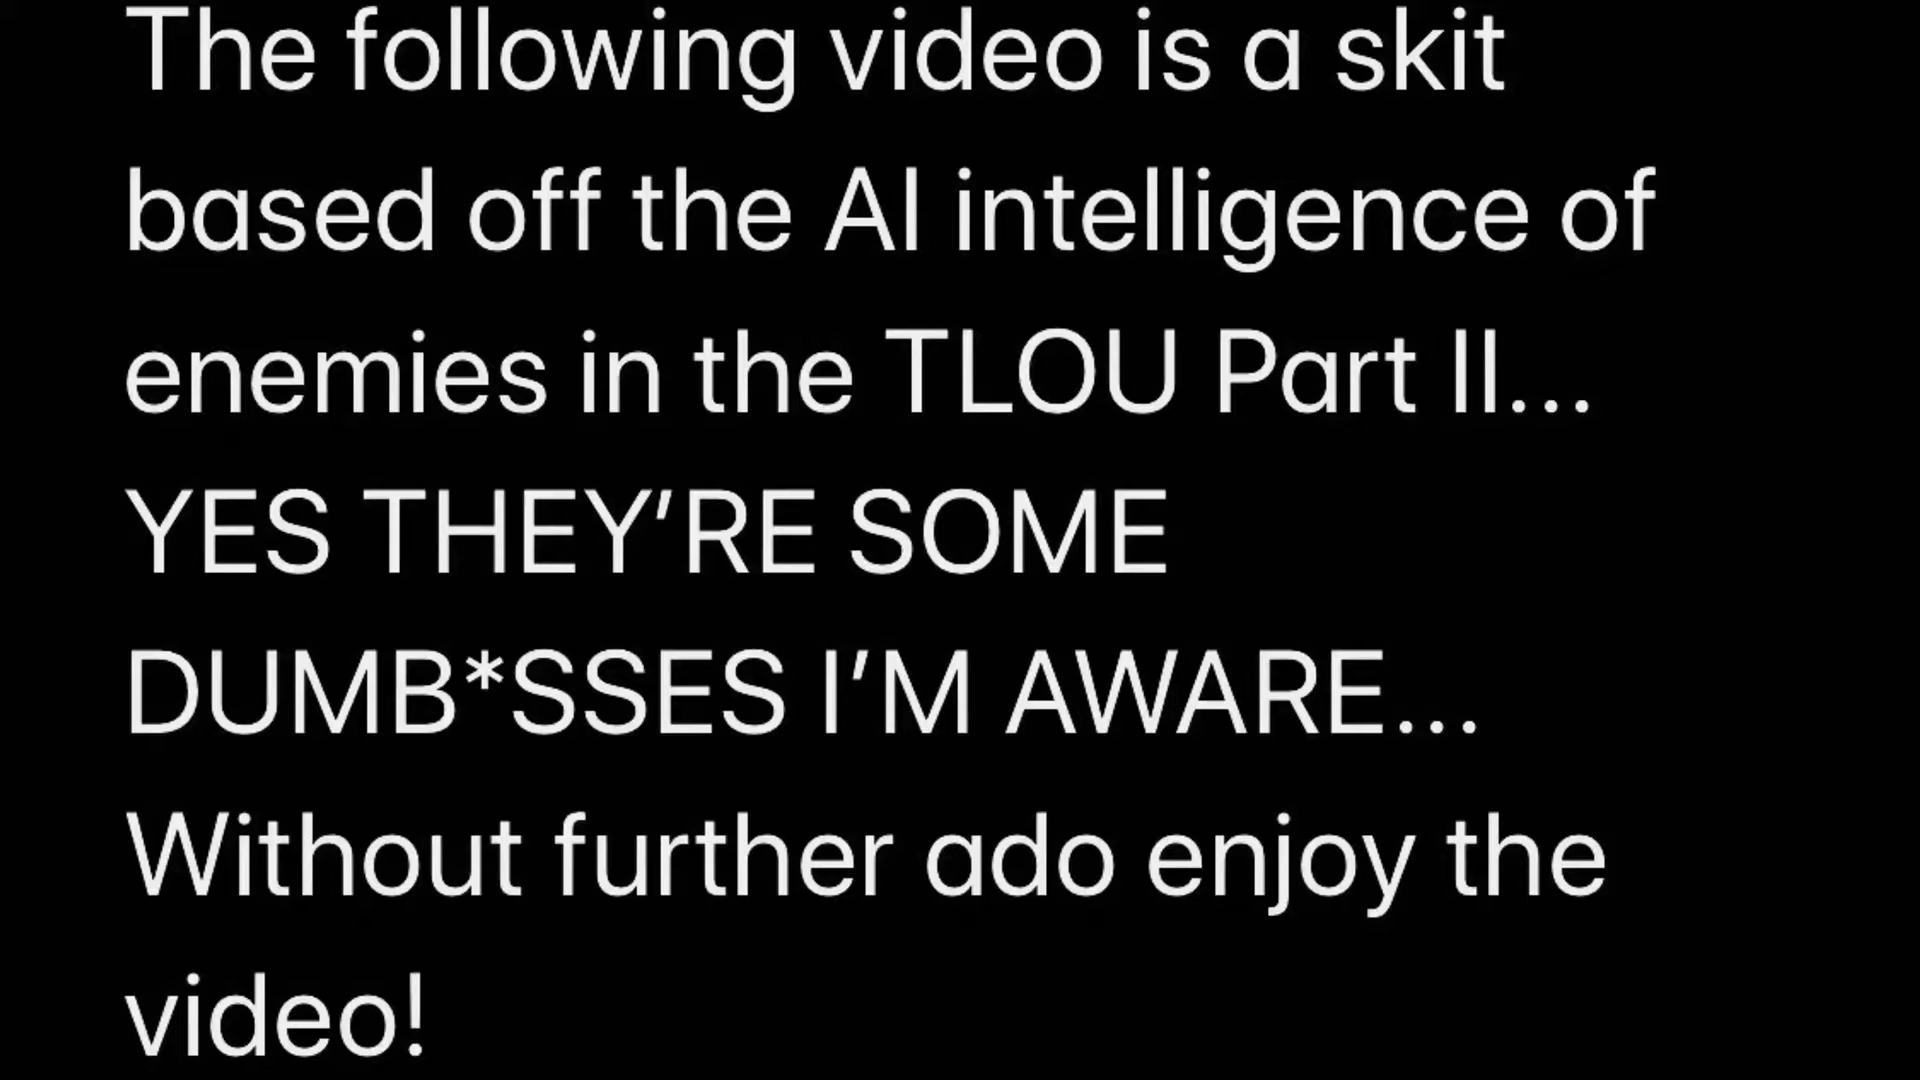 The following video is a skit
based off the AI intelligence of
enemies in the TLOU Part II...
YES THEY’RE SOME
DUMB*SSES I’M AWARE...
Without further ado enjoy the
video!